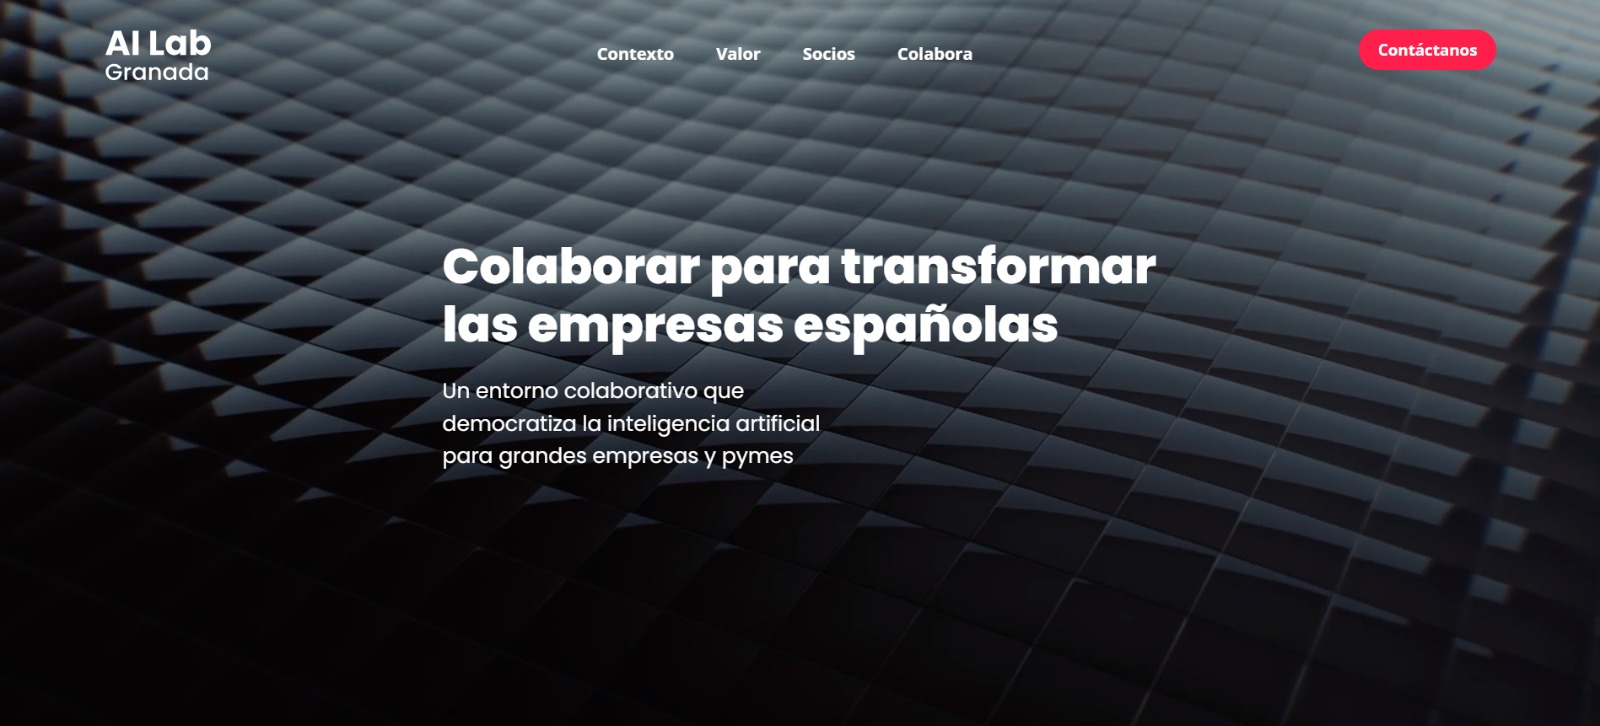 AI Lab
Granada
Contexto
Valor
Socios
Colabora
Contáctanos
Colaborar para transformar
las empresas españolas
Un entorno colaborativo que
democratiza la inteligencia artificial
para grandes empresas y pymes